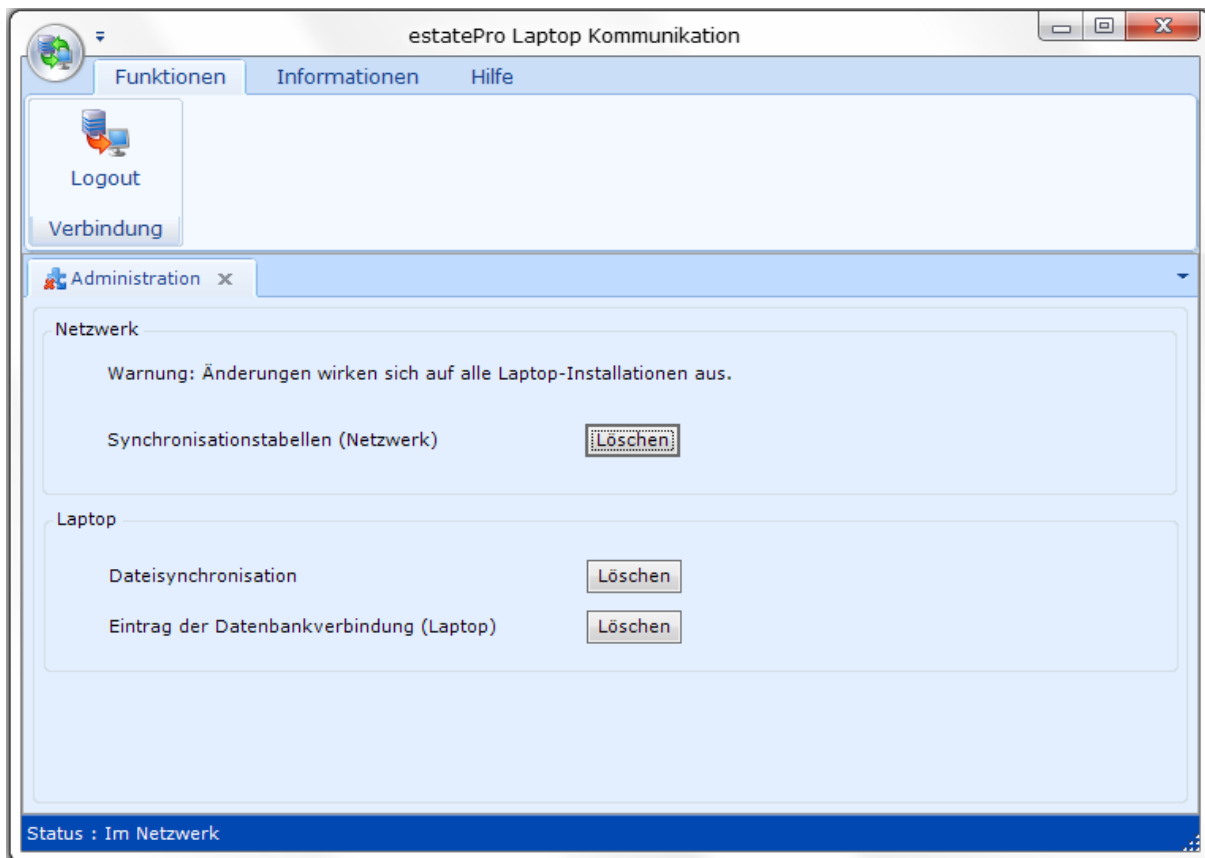 estatePro Laptop Kommunikation
Funktionen Informationen Hilfe
Logout
Verbindung
Administration
Netzwerk
Warnung: Änderungen wirken sich auf alle Laptop-Installationen aus.
Synchronisationstabellen (Netzwerk) Löschen
Laptop
Dateisynchronisation Löschen
Eintrag der Datenbankverbindung (Laptop) Löschen
Status : Im Netzwerk